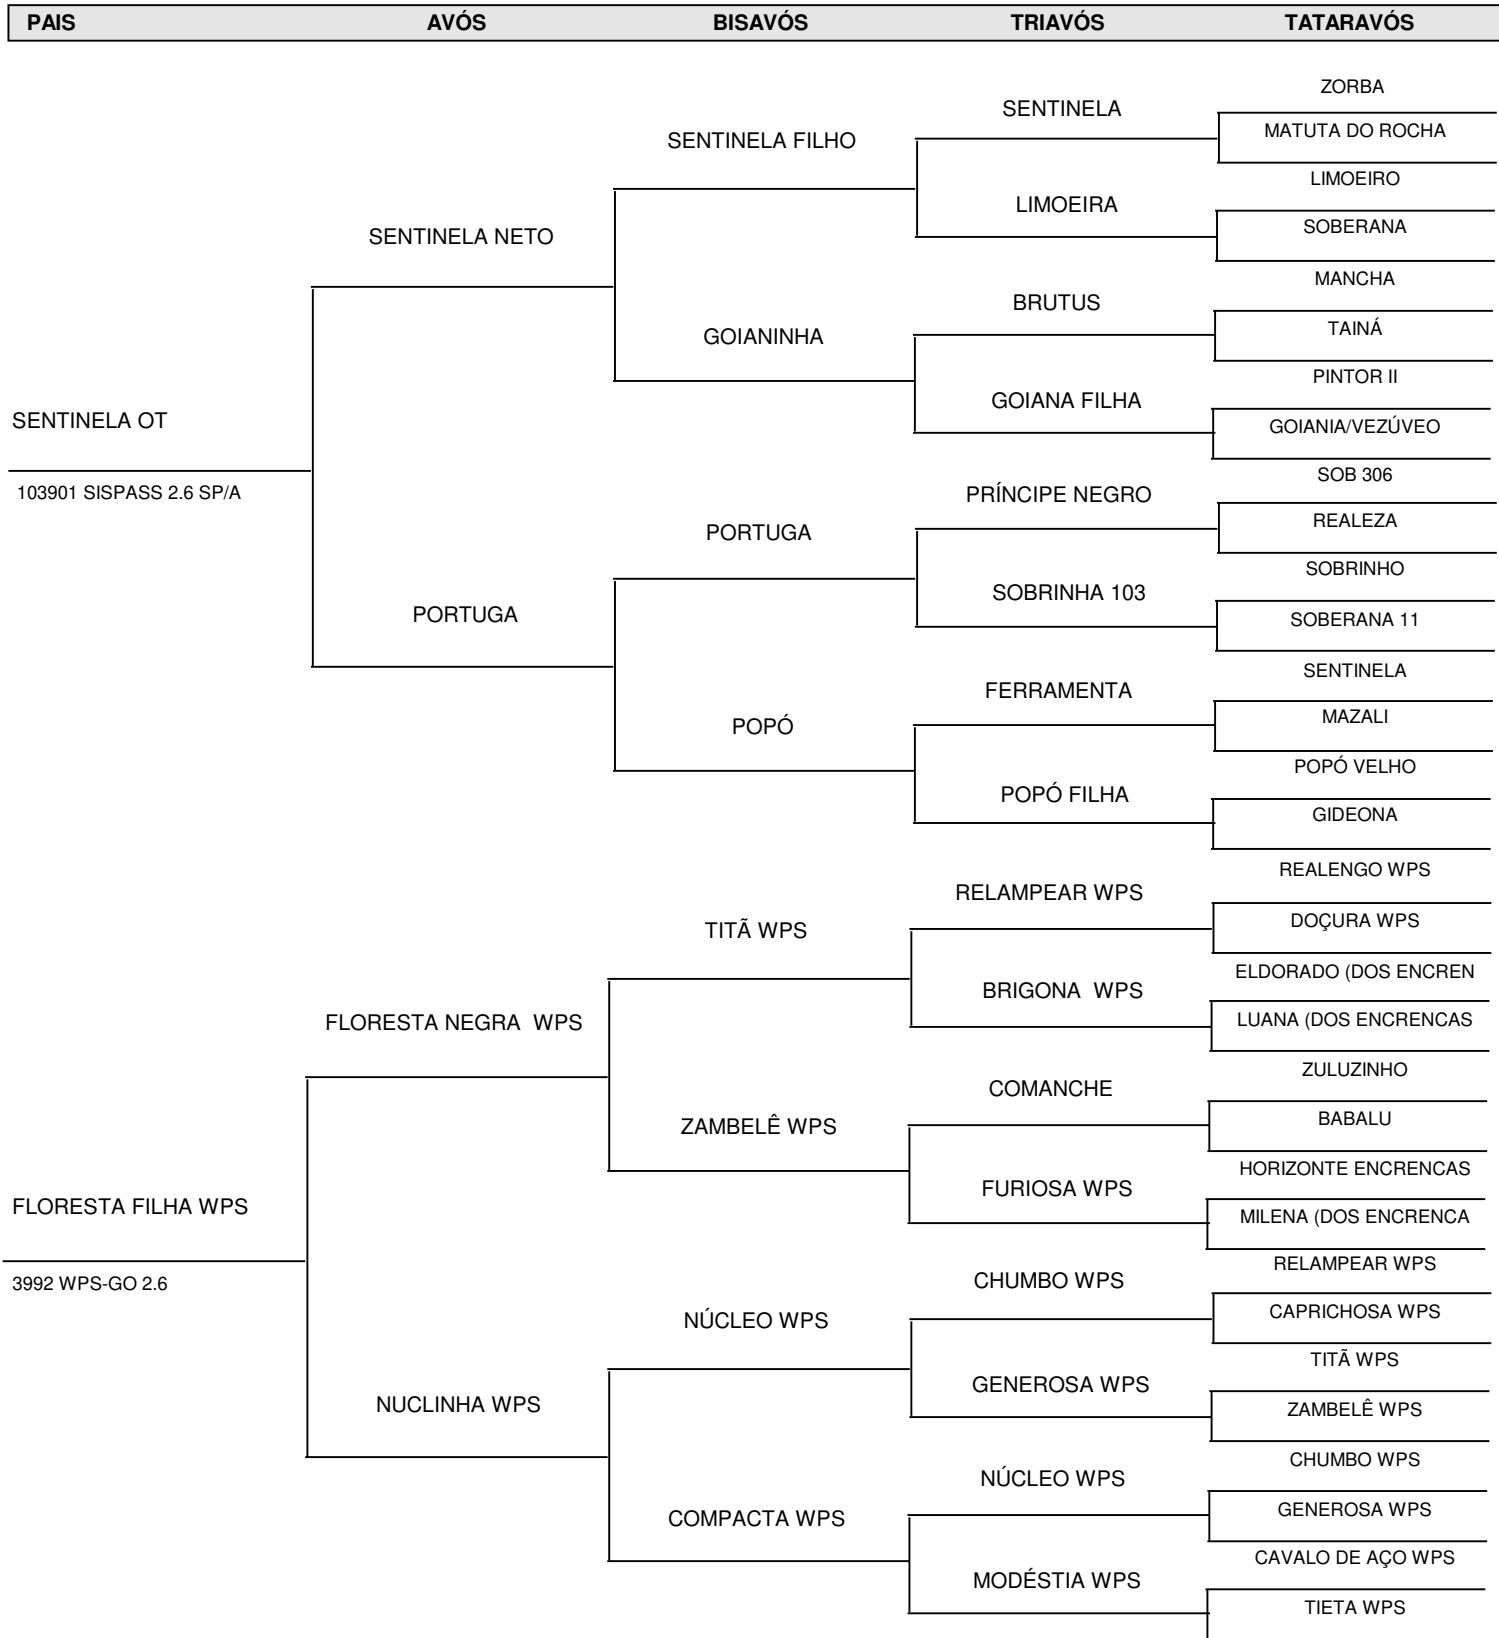 PAIS AVÓS BISAVÓS TRIAVÓS TATARAVÓS
ZORBA
SENTINELA
MATUTA DO ROCHA
SENTINELA FILHO
LIMOEIRO
LIMOEIRA
SOBERANA
SENTINELA NETO
MANCHA
BRUTUS
TAINÁ
GOIANINHA
PINTOR II
GOIANA FILHA
SENTINELA OT
GOIANIA/VEZÚVEO
SOB 306
103901 SISPASS 2.6 SP/A
PRÍNCIPE NEGRO
REALEZA
PORTUGA
SOBRINHO
SOBRINHA 103
PORTUGA
SOBERANA 11
SENTINELA
FERRAMENTA
MAZALI
POPÓ
POPÓ VELHO
POPÓ FILHA
GIDEONA
REALENGO WPS
RELAMPEAR WPS
DOÇURA WPS
TITÃ WPS
ELDORADO (DOS ENCREN
BRIGONA  WPS
LUANA (DOS ENCRENCAS
FLORESTA NEGRA  WPS
ZULUZINHO
COMANCHE
BABALU
ZAMBELÊ WPS
HORIZONTE ENCRENCAS
FURIOSA WPS
FLORESTA FILHA WPS
MILENA (DOS ENCRENCA
RELAMPEAR WPS
CHUMBO WPS
3992 WPS-GO 2.6
CAPRICHOSA WPS
NÚCLEO WPS
TITÃ WPS
GENEROSA WPS
NUCLINHA WPS
ZAMBELÊ WPS
CHUMBO WPS
NÚCLEO WPS
GENEROSA WPS
COMPACTA WPS
CAVALO DE AÇO WPS
MODÉSTIA WPS
TIETA WPS